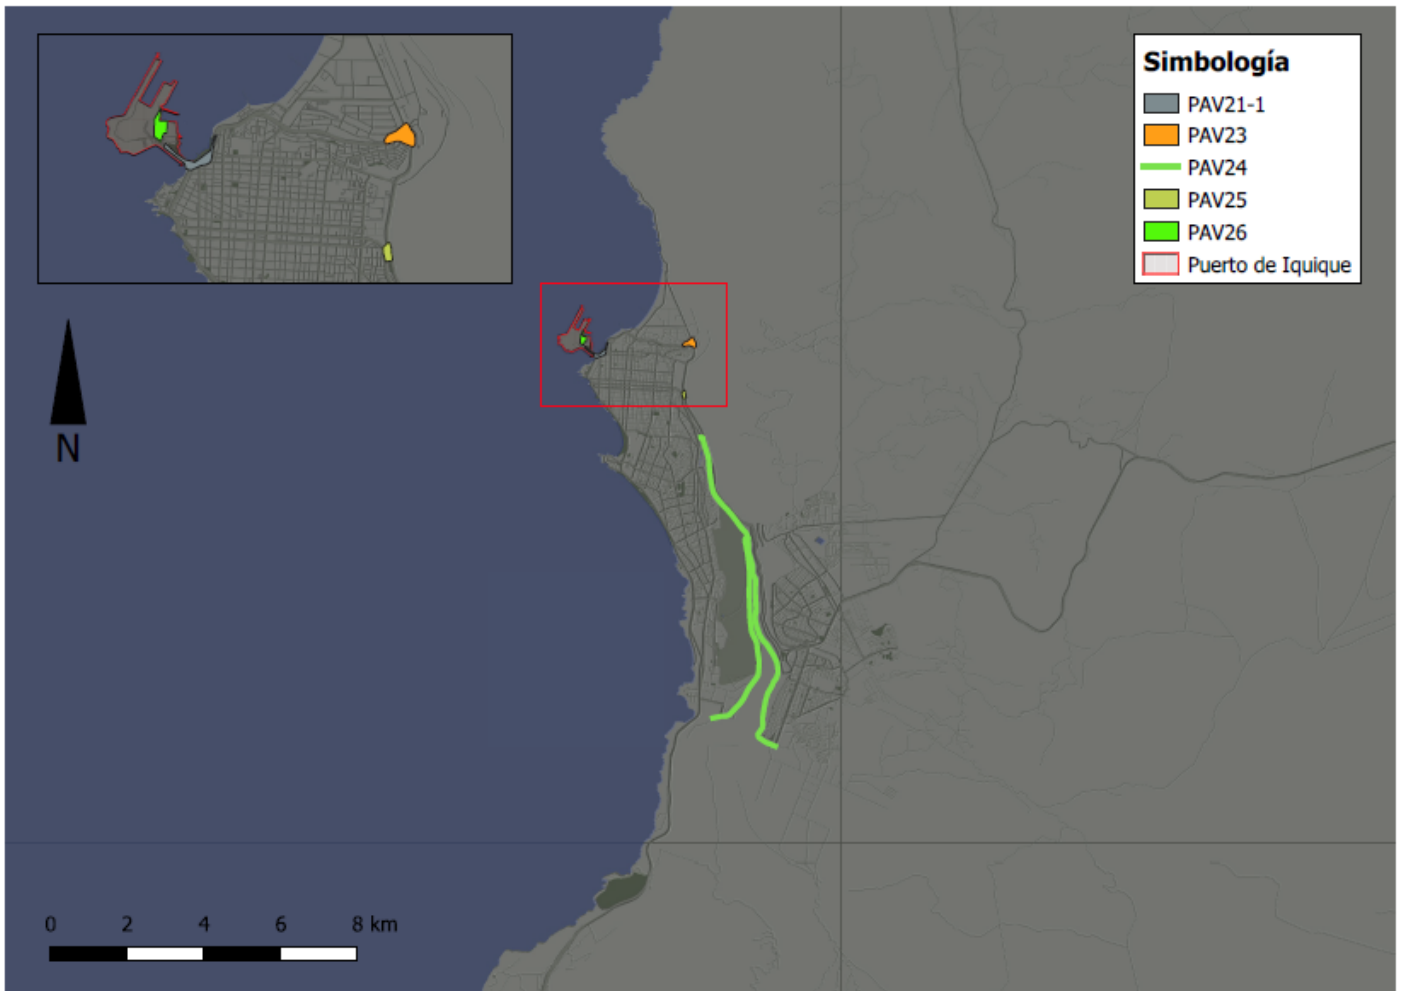 Simbología
PAV21-1
PAV23
PAV24
PAV25
PAV26
Puerto de Iquique
N
0 2 4 6 8 km